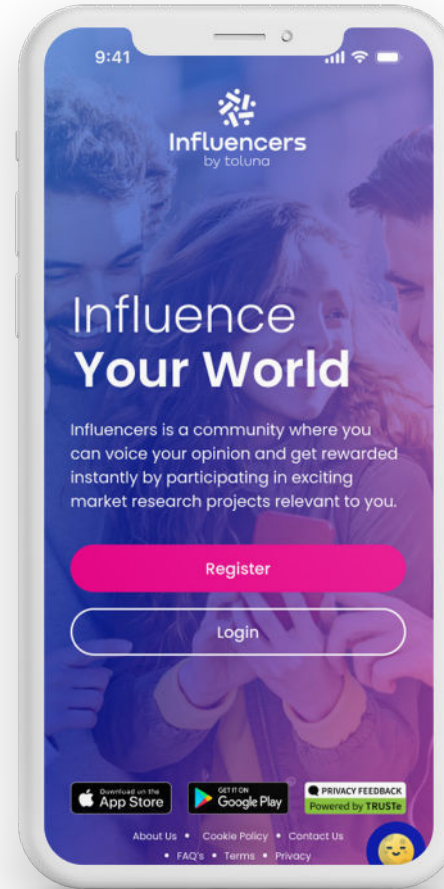 9:41
Influencers
by toluna
Influence
Your World
Influencers is a community where you
can voice your opinion and get rewarded
instantly by participating in exciting
market research projects relevant to you.
Register
Login
Download on the
App Store
GET IT ON
Google Play
PRIVACY FEEDBACK
Powered by TRUSTe
About Us • Cookie Policy • Contact Us
• FAQ's • Terms • Privacy